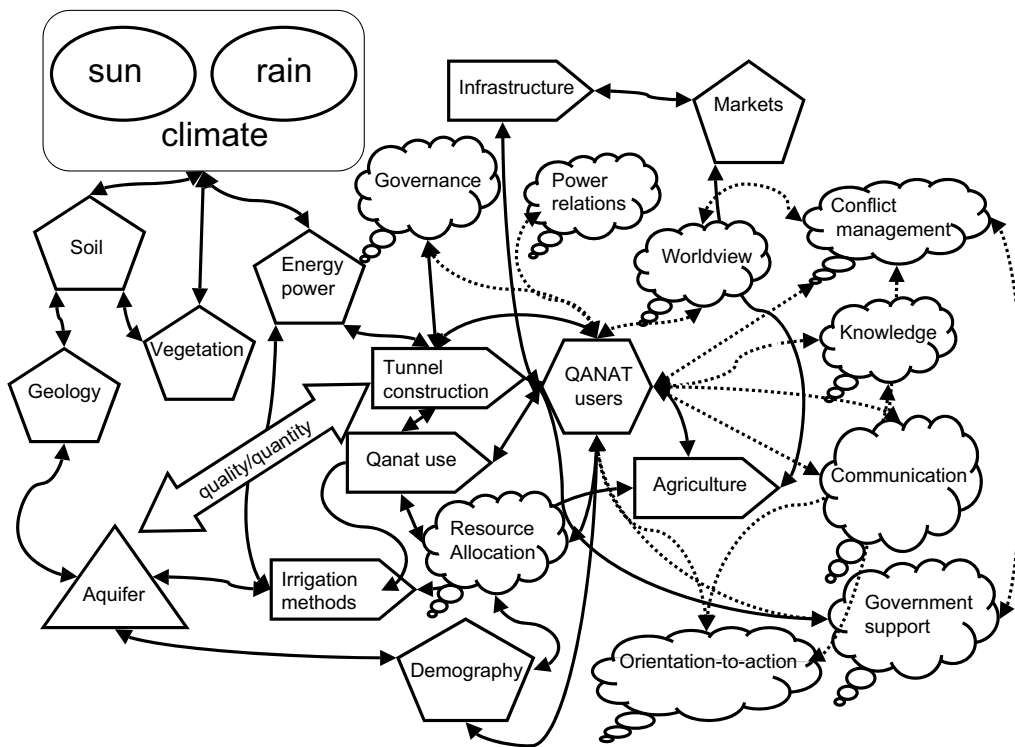 sun
rain
climate
Infrastructure
Markets
Governance
Power
relations
Conflict
management
Soil
Energy
power
Worldview
Vegetation
Knowledge
Geology
Tunnel
construction
QANAT
users
quality/quantity
Qanat use
Agriculture
Communication
Resource
Allocation
Aquifer
Irrigation
methods
Government
support
Demography
Orientation-to-action